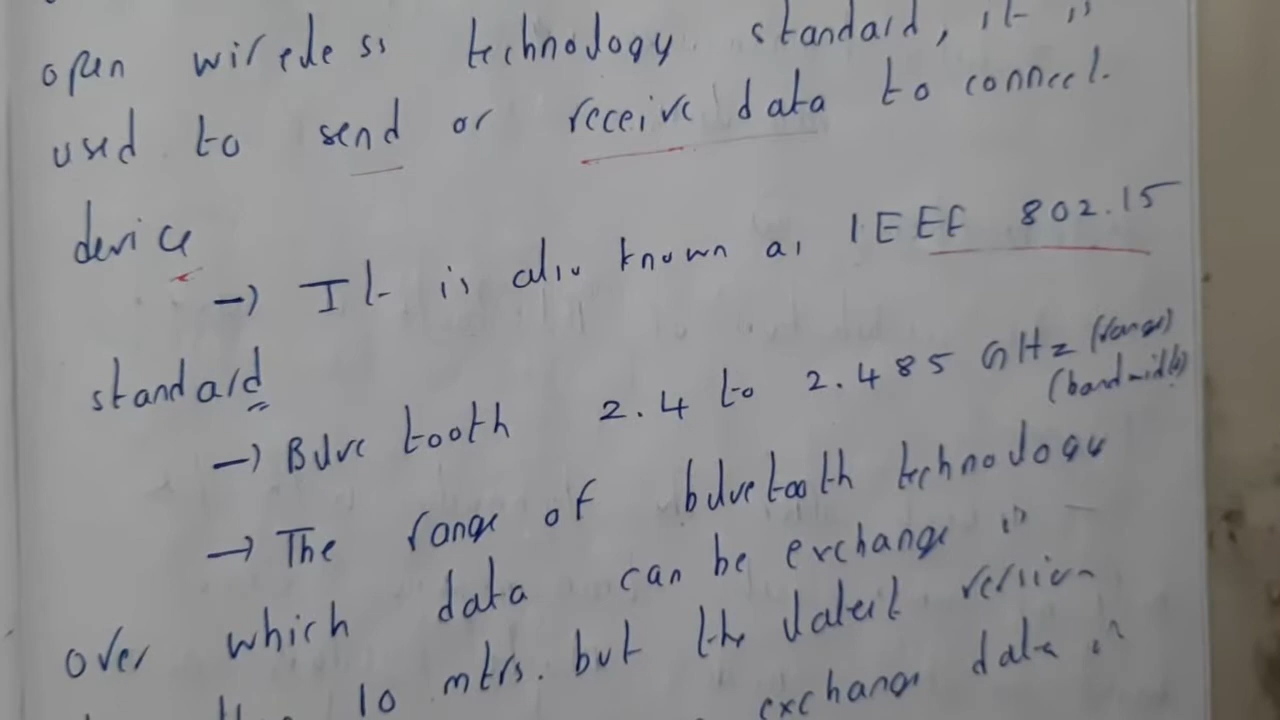 open wireless technology standard, it is
used to send or receive data to connect
device
→ It is also known as IEEE 802.15
standard
→ Bluetooth 2.4 to 2.485 GHz (range)
(bandwidth)
→ The range of bluetooth technology
over which data can be exchange is
10 mtrs. but the latest version
exchange data is